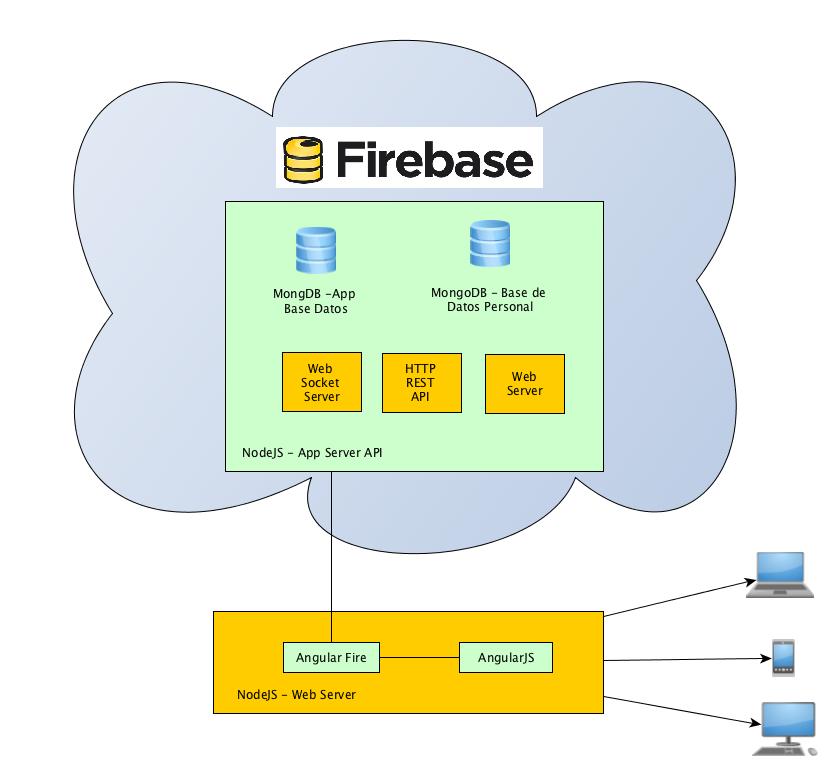 Firebase
MongDB -App
Base Datos
MongoDB - Base de
Datos Personal
Web
Socket
Server
HTTP
REST
API
Web
Server
NodeJS - App Server API
Angular Fire
AngularJS
NodeJS - Web Server